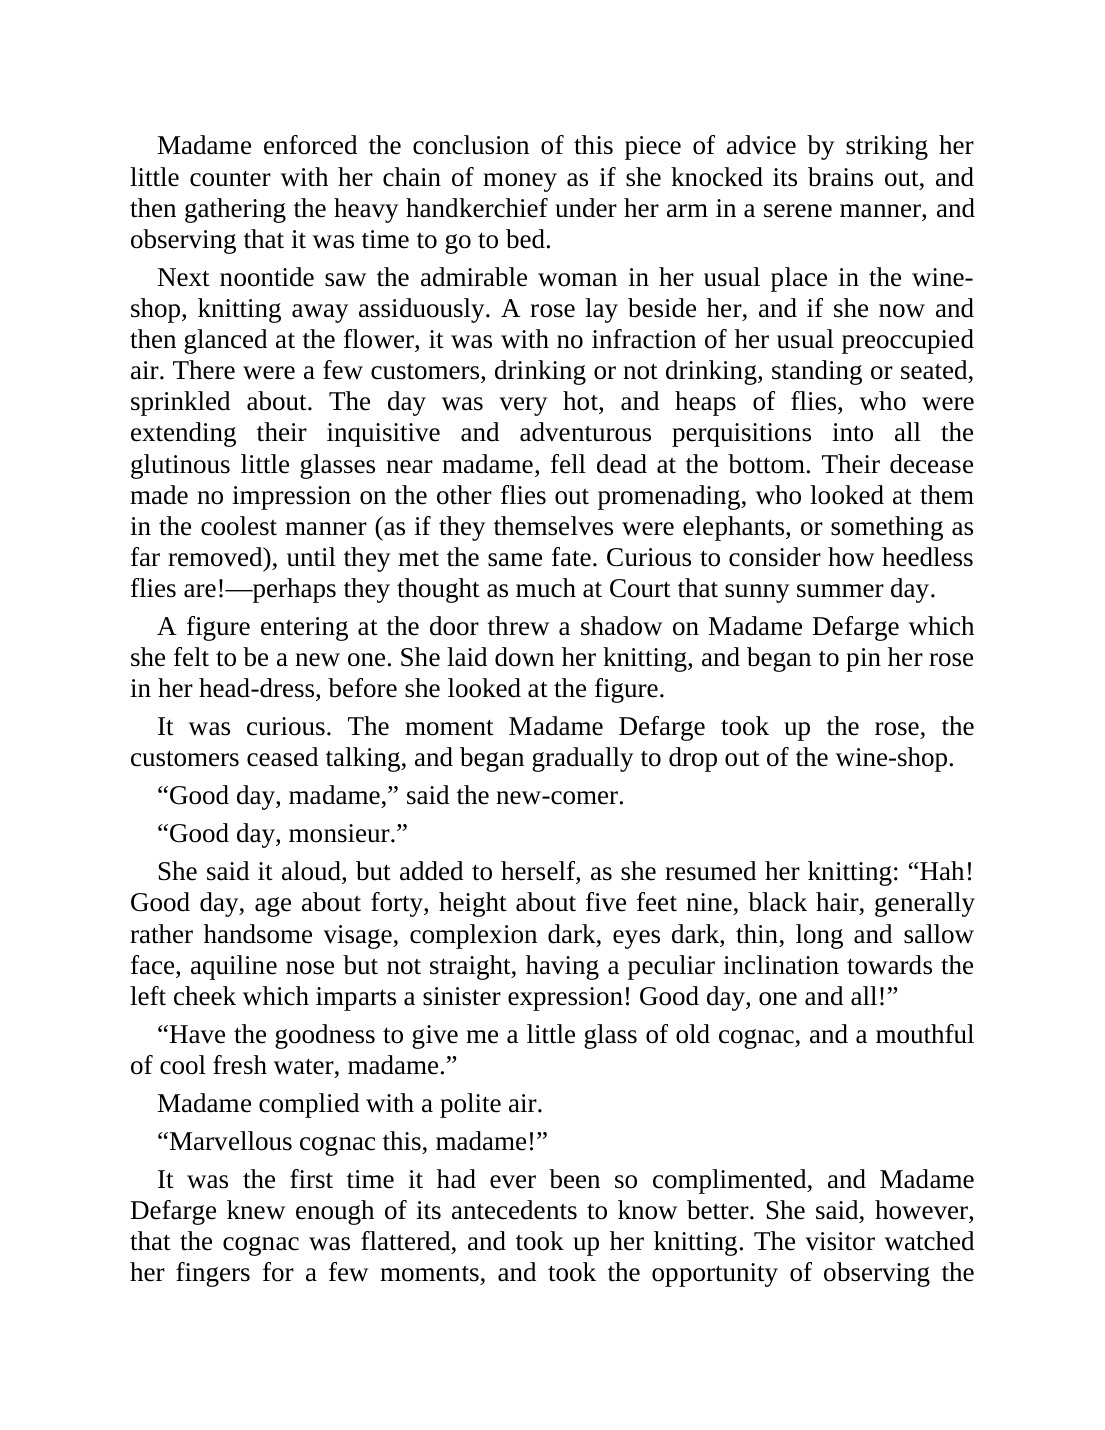 Madame enforced the conclusion of this piece of advice by striking her
little counter with her chain of money as if she knocked its brains out, and
then gathering the heavy handkerchief under her arm in a serene manner, and
observing that it was time to go to bed.
Next noontide saw the admirable woman in her usual place in the wine-
shop, knitting away assiduously. A rose lay beside her, and if she now and
then glanced at the flower, it was with no infraction of her usual preoccupied
air. There were a few customers, drinking or not drinking, standing or seated,
sprinkled about. The day was very hot, and heaps of flies, who were
extending their inquisitive and adventurous perquisitions into all the
glutinous little glasses near madame, fell dead at the bottom. Their decease
made no impression on the other flies out promenading, who looked at them
in the coolest manner (as if they themselves were elephants, or something as
far removed), until they met the same fate. Curious to consider how heedless
flies are!—perhaps they thought as much at Court that sunny summer day.
A figure entering at the door threw a shadow on Madame Defarge which
she felt to be a new one. She laid down her knitting, and began to pin her rose
in her head-dress, before she looked at the figure.
It was curious. The moment Madame Defarge took up the rose, the
customers ceased talking, and began gradually to drop out of the wine-shop.
“Good day, madame,” said the new-comer.
“Good day, monsieur.”
She said it aloud, but added to herself, as she resumed her knitting: “Hah!
Good day, age about forty, height about five feet nine, black hair, generally
rather handsome visage, complexion dark, eyes dark, thin, long and sallow
face, aquiline nose but not straight, having a peculiar inclination towards the
left cheek which imparts a sinister expression! Good day, one and all!”
“Have the goodness to give me a little glass of old cognac, and a mouthful
of cool fresh water, madame.”
Madame complied with a polite air.
“Marvellous cognac this, madame!”
It was the first time it had ever been so complimented, and Madame
Defarge knew enough of its antecedents to know better. She said, however,
that the cognac was flattered, and took up her knitting. The visitor watched
her fingers for a few moments, and took the opportunity of observing the